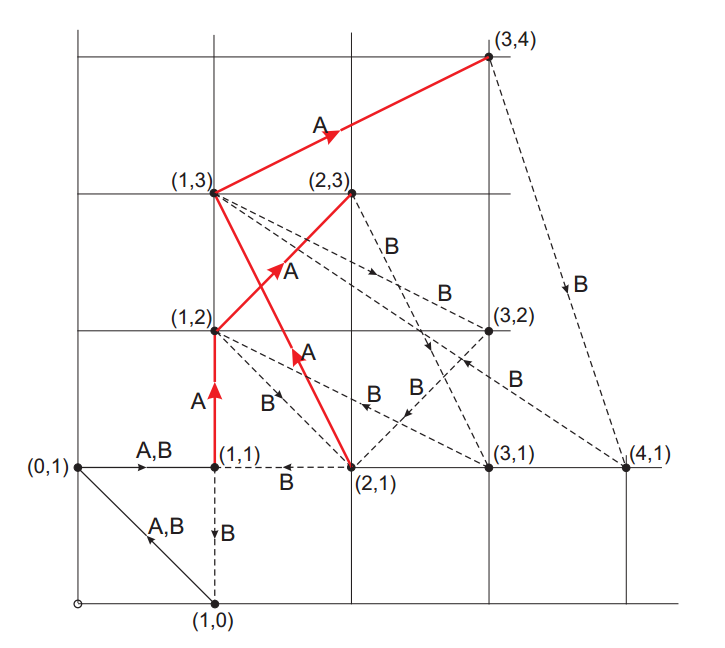 (3,4)
A
(1,3)
(2,3)
B
A
B
B
(1,2)
(3,2)
A
B
B
B
B
A
(0,1)
A,B
(1,1)
B
(2,1)
(3,1)
(4,1)
A,B
B
(1,0)